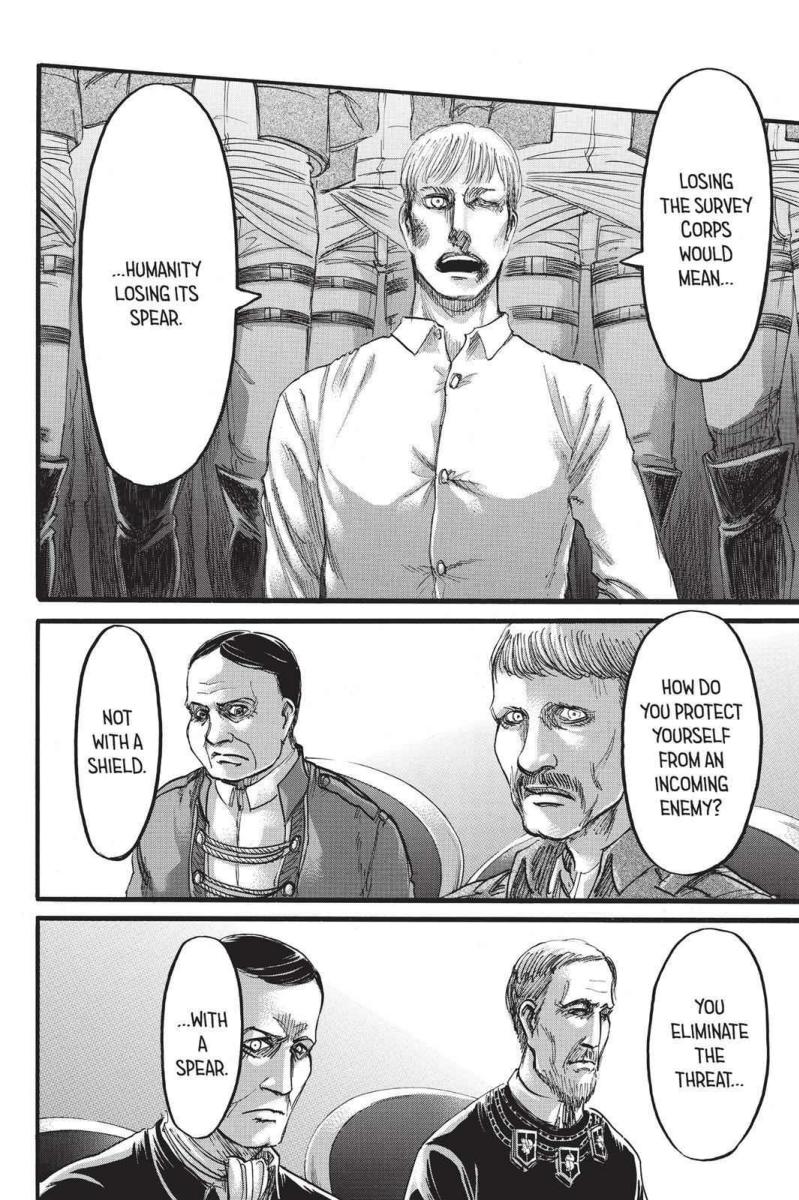 LOSING
THE SURVEY
CORPS
WOULD
MEAN...
...HUMANITY
LOSING ITS
SPEAR.
HOW DO
YOU PROTECT
YOURSELF
FROM AN
INCOMING
ENEMY?
NOT
WITH A
SHIELD.
YOU
ELIMINATE
THE
THREAT...
...WITH
A
SPEAR.